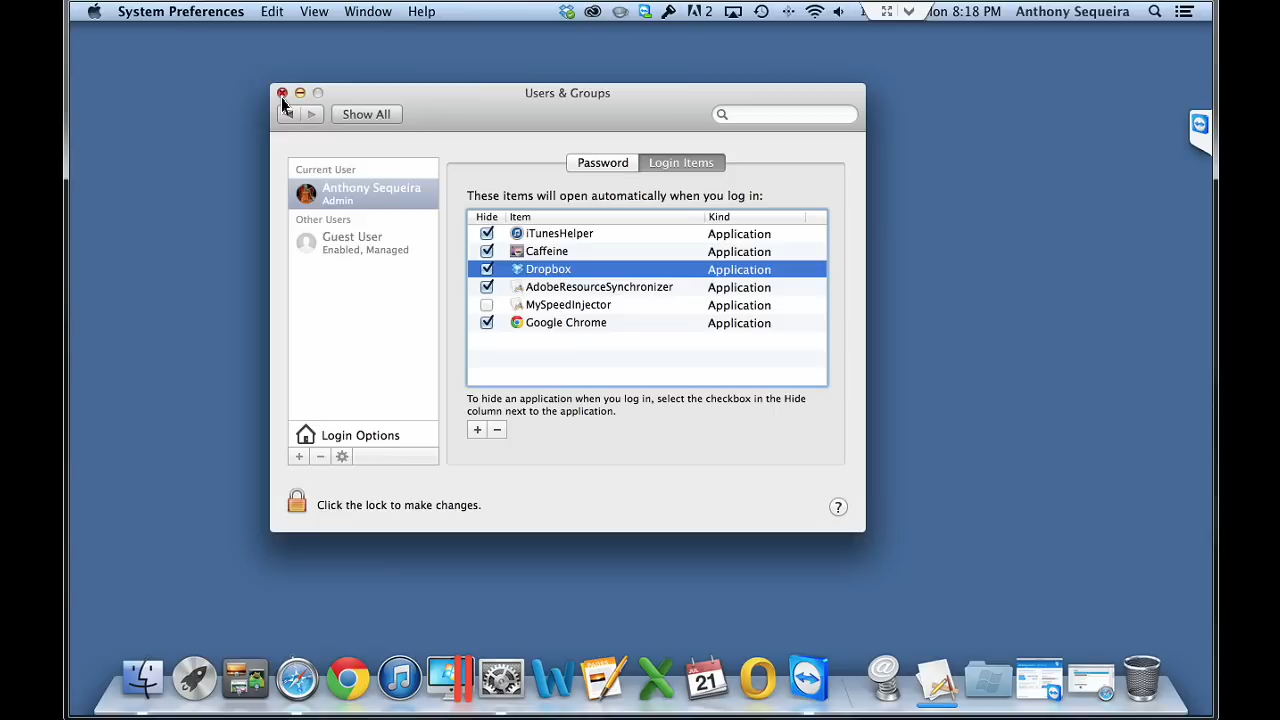 System Preferences Edit View Window Help 2 Mon 8:18 PM Anthony Sequeira
Users & Groups
Show All
Current User
Anthony Sequeira
Admin
Other Users
Guest User
Enabled, Managed
Login Options
Password Login Items
These items will open automatically when you log in:
Hide Item Kind
iTunesHelper Application
Caffeine Application
Dropbox Application
AdobeResourceSynchronizer Application
MySpeedInjector Application
Google Chrome Application
To hide an application when you log in, select the checkbox in the Hide
column next to the application.
+ −
+ −
Click the lock to make changes.
?
JUL
21